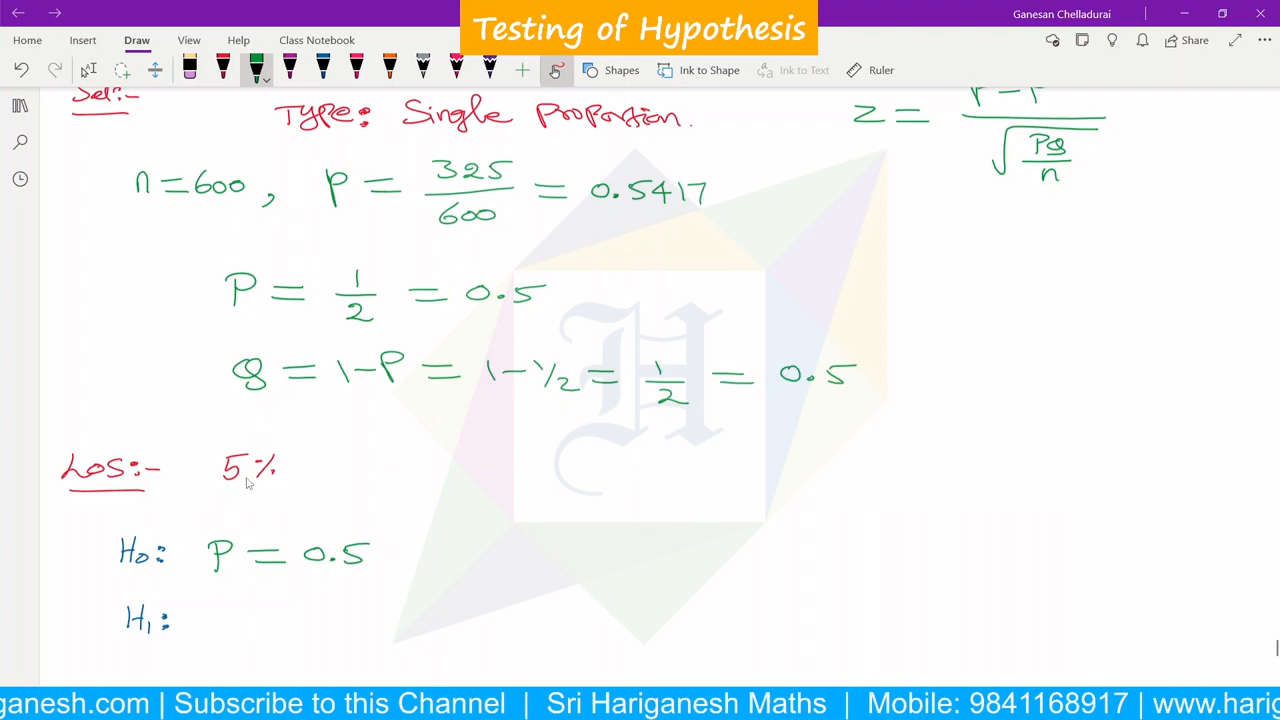 Ganesan Chelladurai
Testing of Hypothesis
Home Insert Draw View Help Class Notebook Share
Shapes Ink to Shape Ink to Text Ruler
Sol:-
Type: Single Proportion.
z = p - P / √(PQ/n)
n = 600, p = 325/600 = 0.5417
P = 1/2 = 0.5
Q = 1-P = 1-1/2 = 1/2 = 0.5
LOS:- 5%
H0: P = 0.5
H1:
H
ganesh.com | Subscribe to this Channel | Sri Hariganesh Maths | Mobile: 9841168917 | www.harig